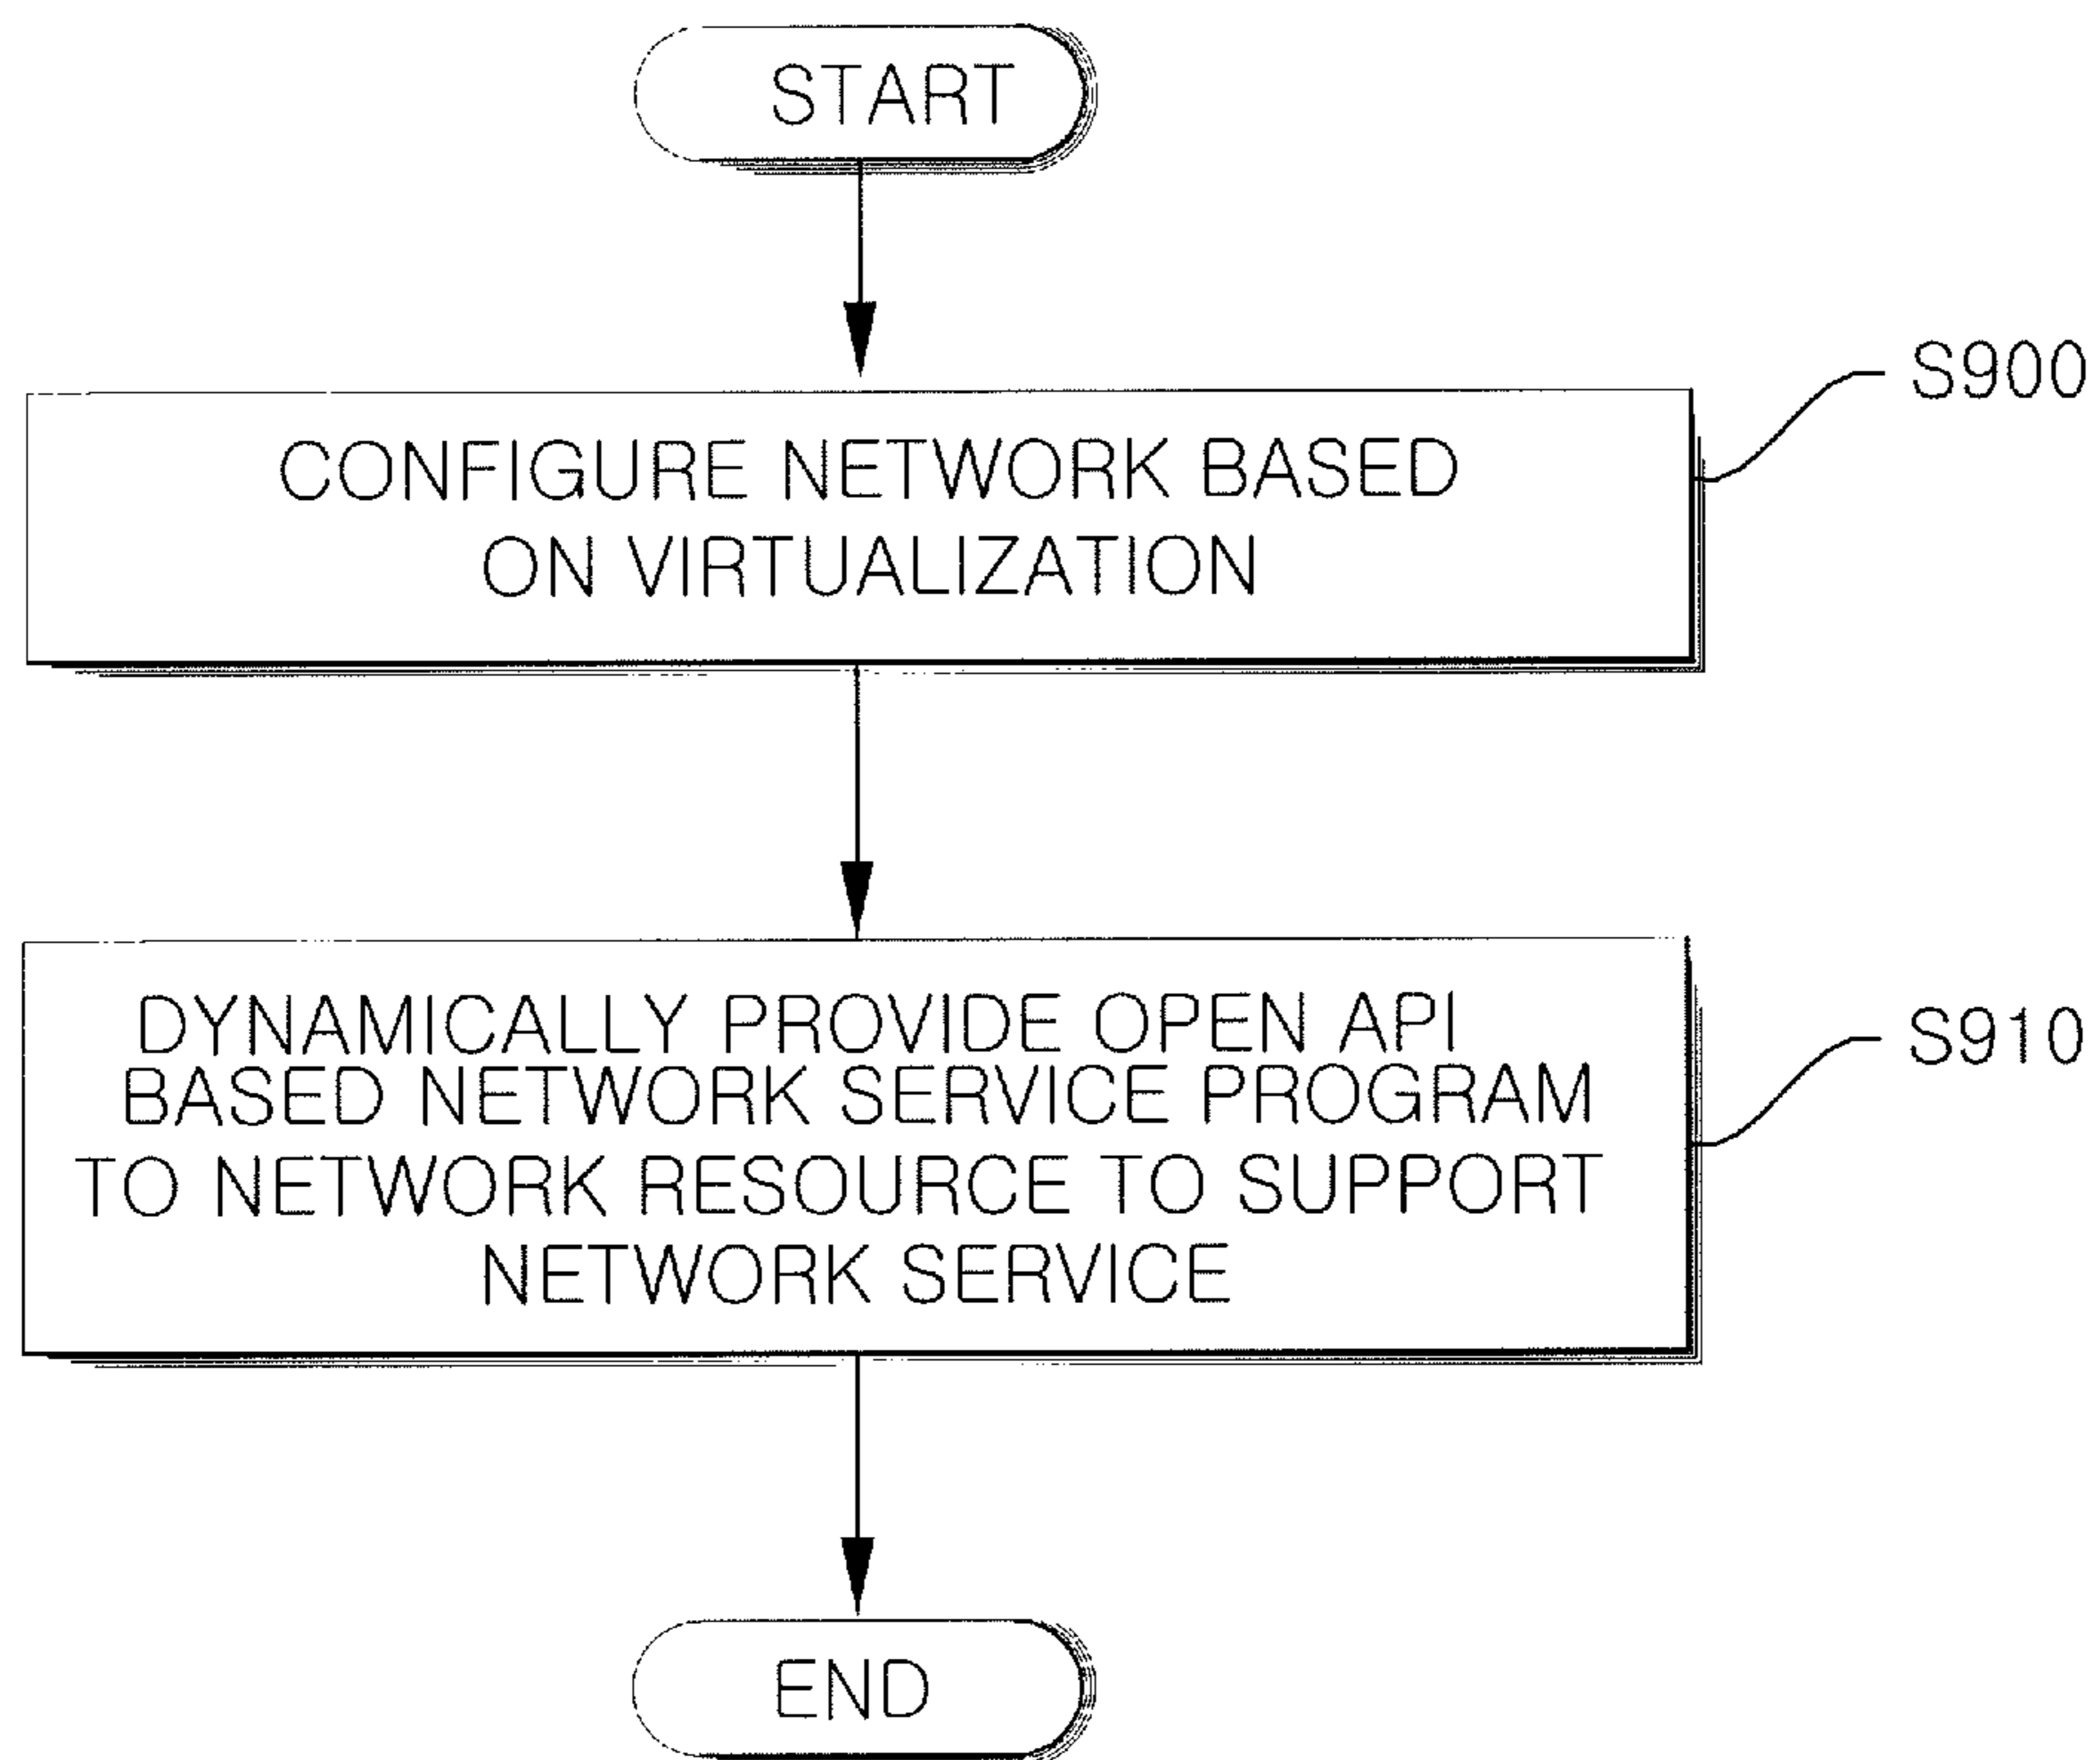 START
S900
CONFIGURE NETWORK BASED
ON VIRTUALIZATION
DYNAMICALLY PROVIDE OPEN API
BASED NETWORK SERVICE PROGRAM
TO NETWORK RESOURCE TO SUPPORT
NETWORK SERVICE
S910
END